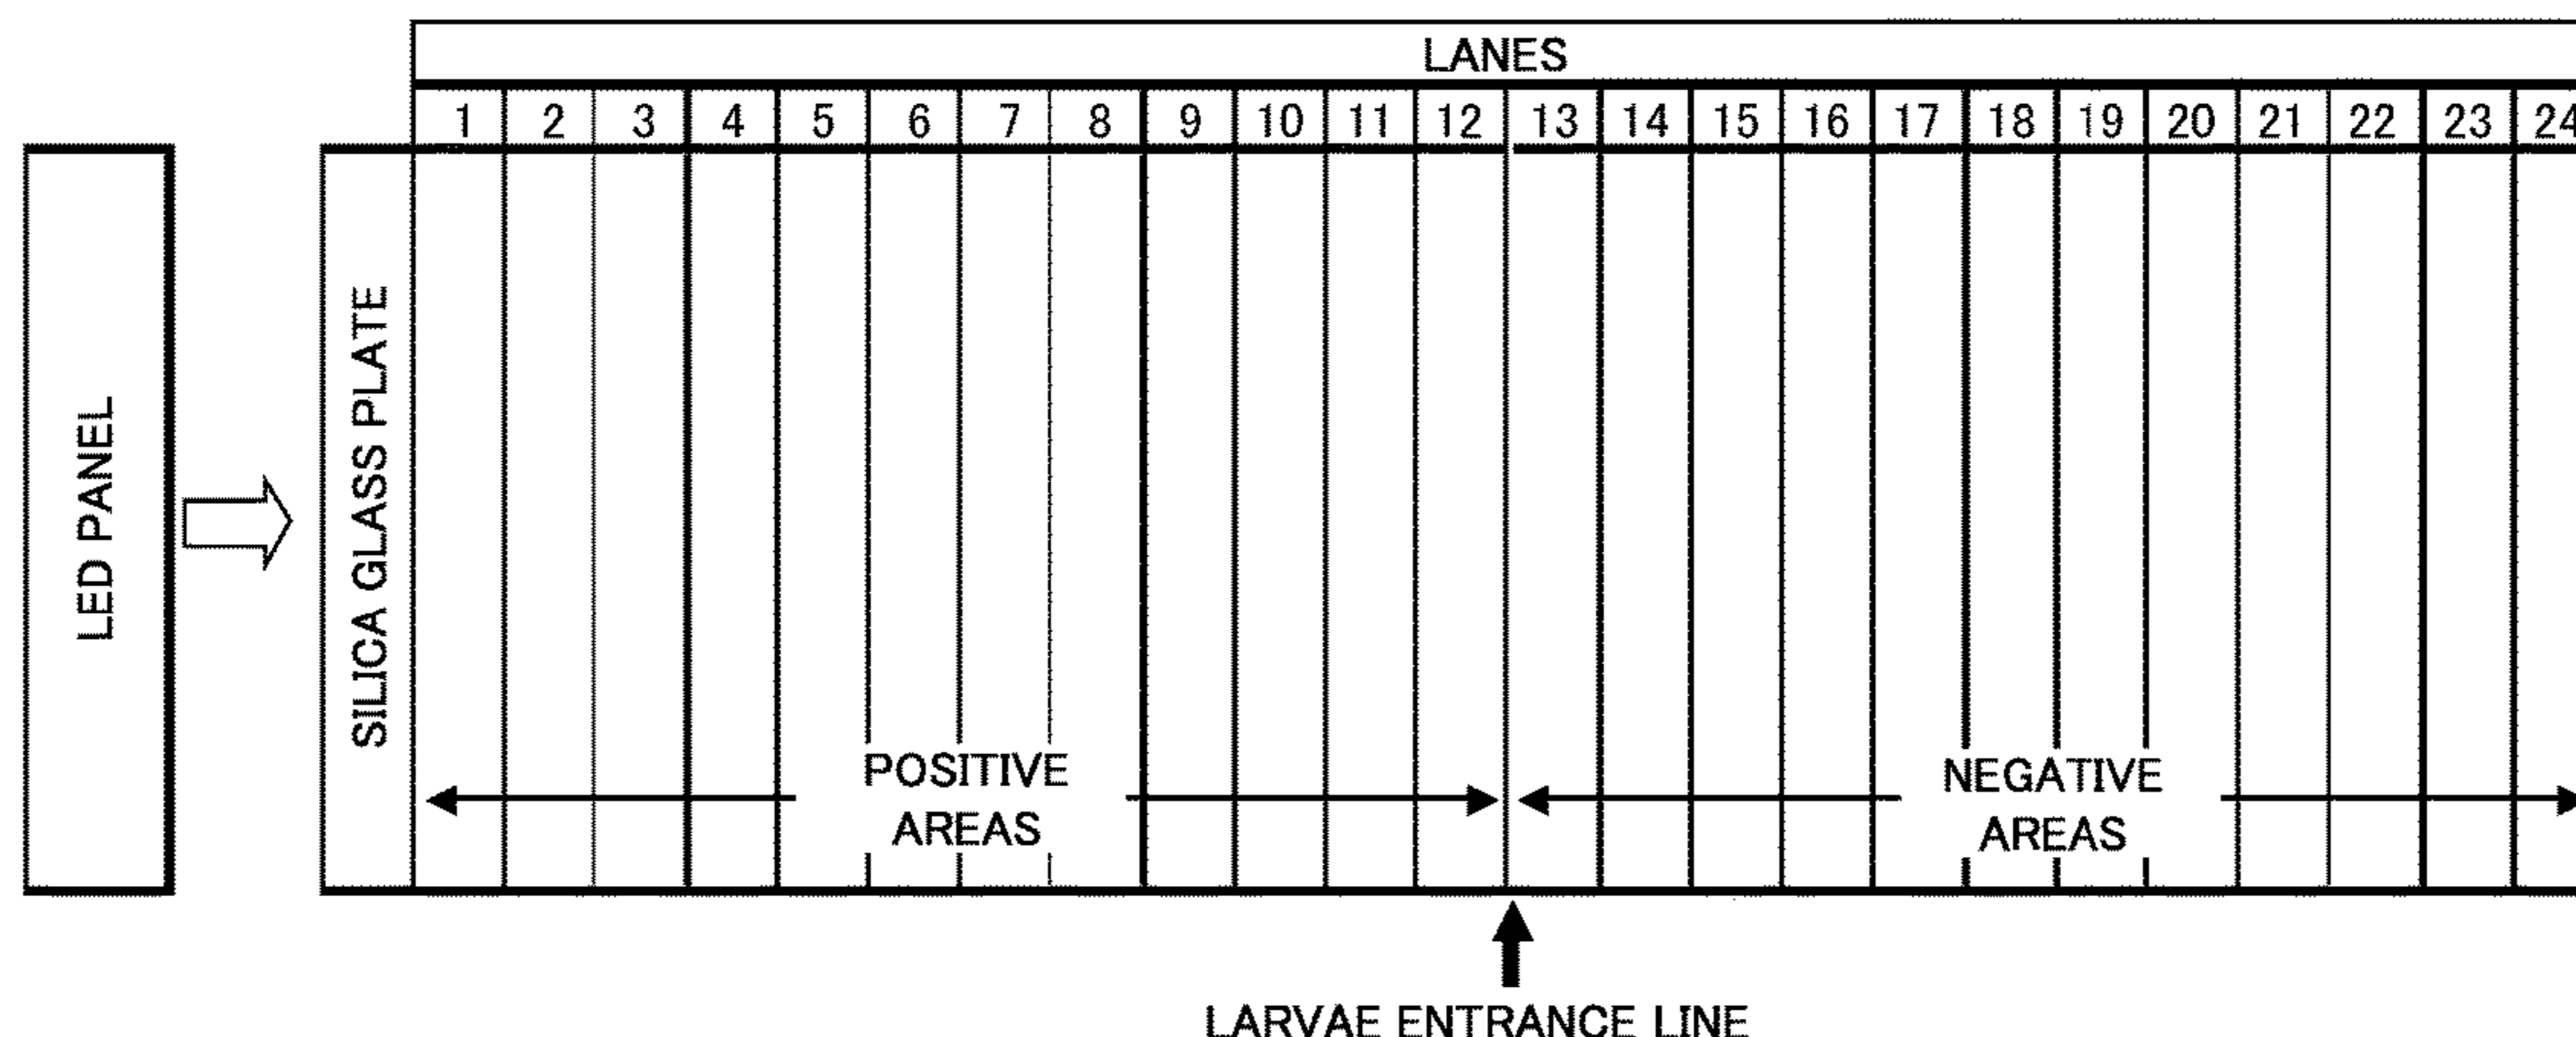 LANES
1 2 3 4 5 6 7 8 9 10 11 12 13 14 15 16 17 18 19 20 21 22 23 24
LED PANEL
SILICA GLASS PLATE
POSITIVE
AREAS
NEGATIVE
AREAS
LARVAE ENTRANCE LINE